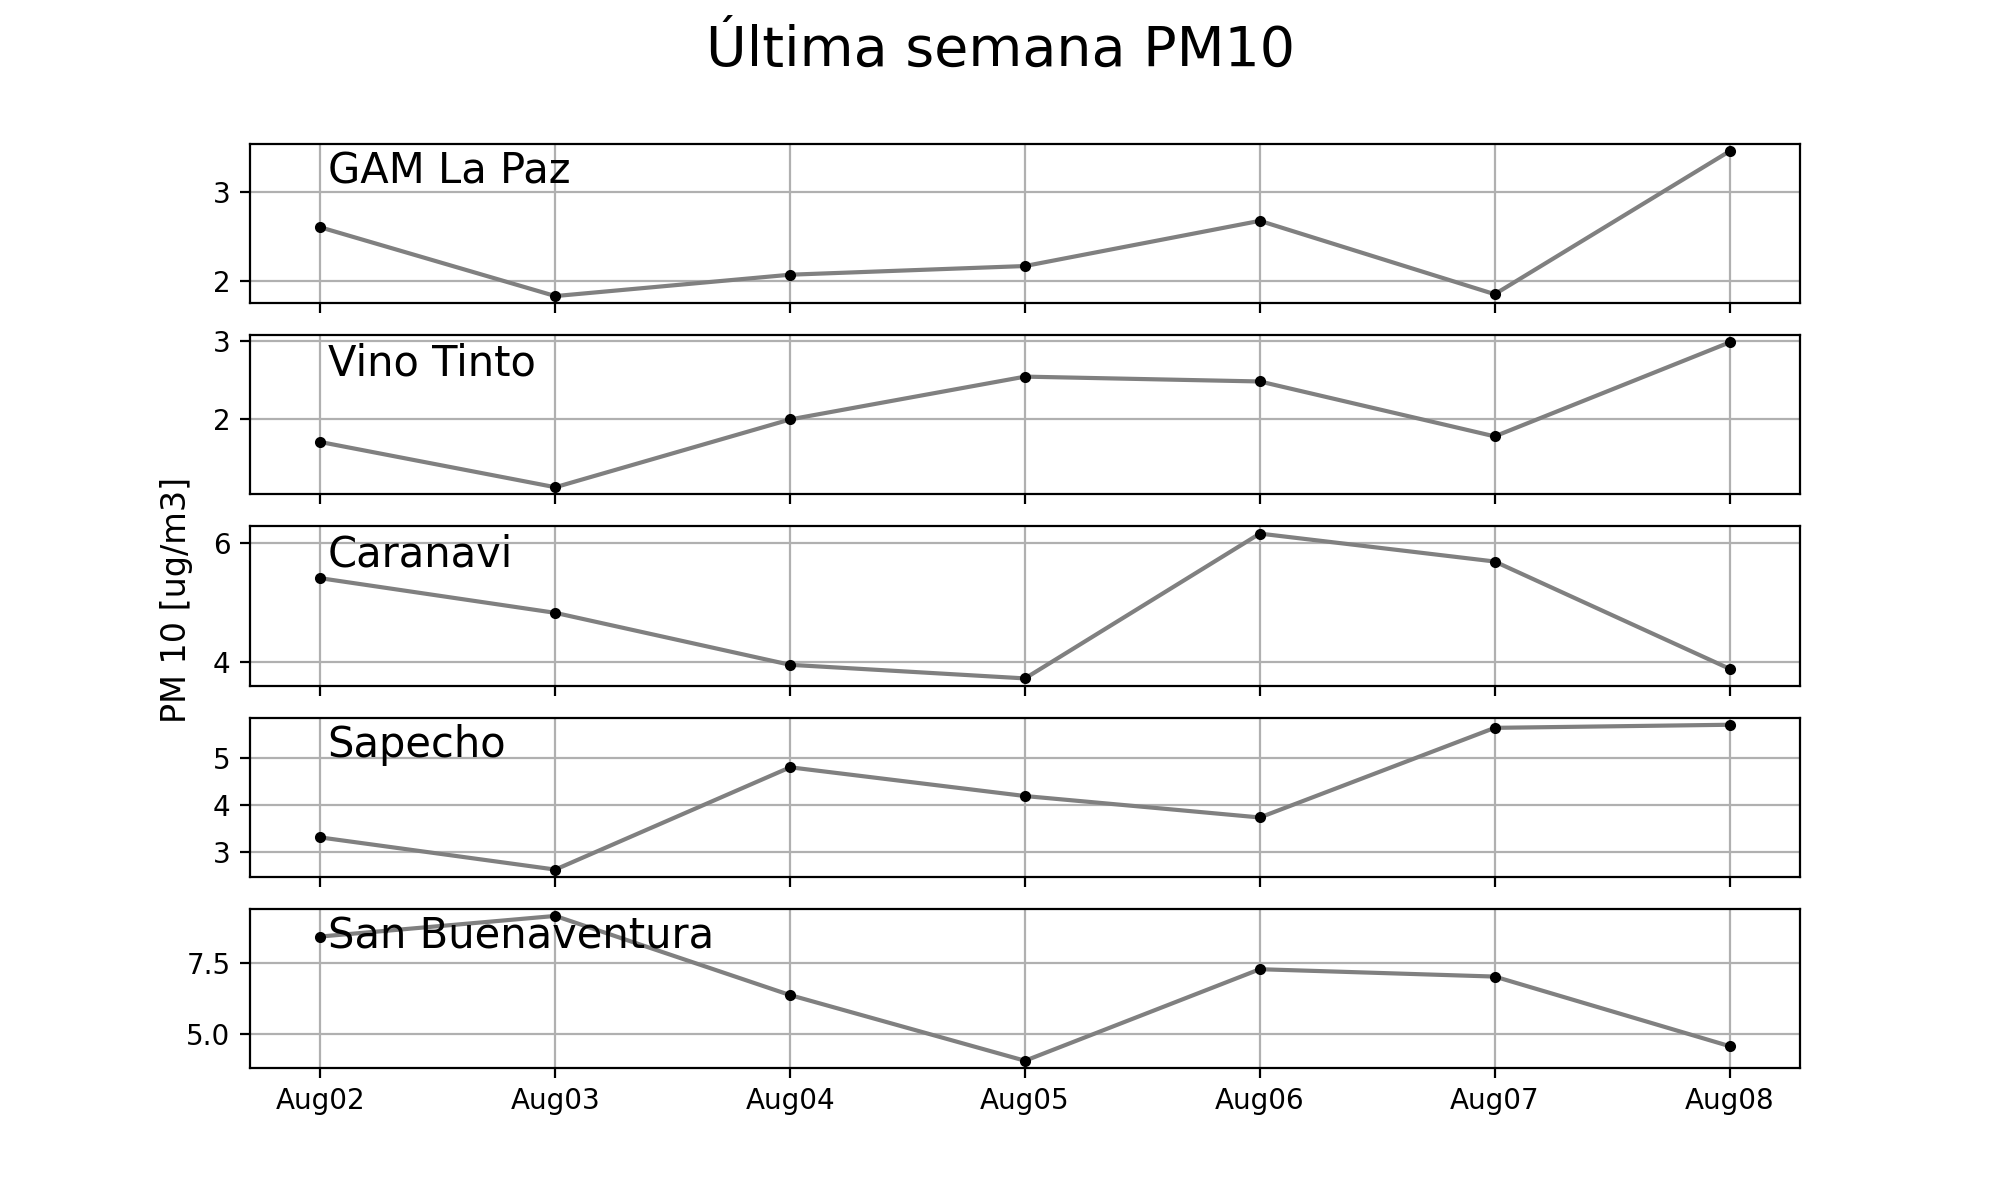 Última semana PM10
GAM La Paz
3
2
Vino Tinto
3
2
PM 10 [ug/m3]
Caranavi
6
4
Sapecho
5
4
3
San Buenaventura
7.5
5.0
Aug02 Aug03 Aug04 Aug05 Aug06 Aug07 Aug08